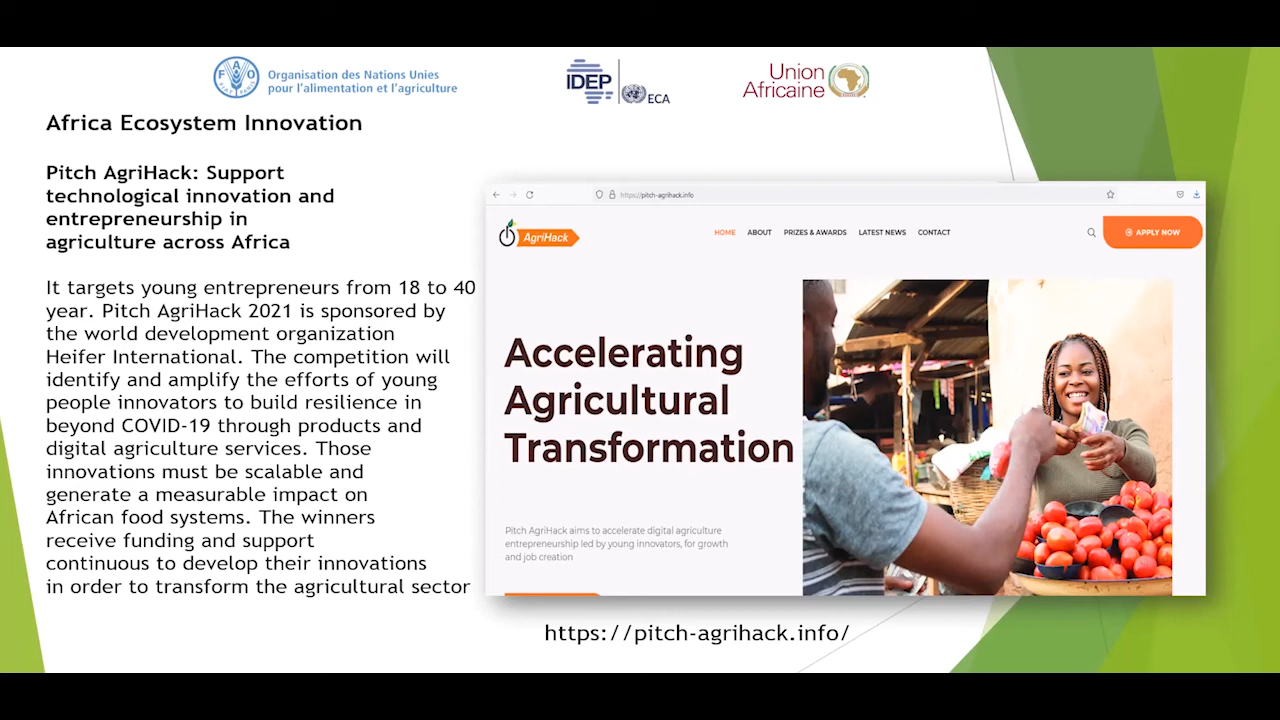 FAO
FIAT PANIS
Organisation des Nations Unies
pour l'alimentation et l'agriculture
IDEP
ECA
Union
Africaine
Africa Ecosystem Innovation
Pitch AgriHack: Support
technological innovation and
entrepreneurship in
agriculture across Africa
It targets young entrepreneurs from 18 to 40
year. Pitch AgriHack 2021 is sponsored by
the world development organization
Heifer International. The competition will
identify and amplify the efforts of young
people innovators to build resilience in
beyond COVID-19 through products and
digital agriculture services. Those
innovations must be scalable and
generate a measurable impact on
African food systems. The winners
receive funding and support
continuous to develop their innovations
in order to transform the agricultural sector
https://pitch-agrihack.info
AgriHack
HOME ABOUT PRIZES & AWARDS LATEST NEWS CONTACT
APPLY NOW
Accelerating
Agricultural
Transformation
Pitch AgriHack aims to accelerate digital agriculture
entrepreneurship led by young innovators, for growth
and job creation
https://pitch-agrihack.info/